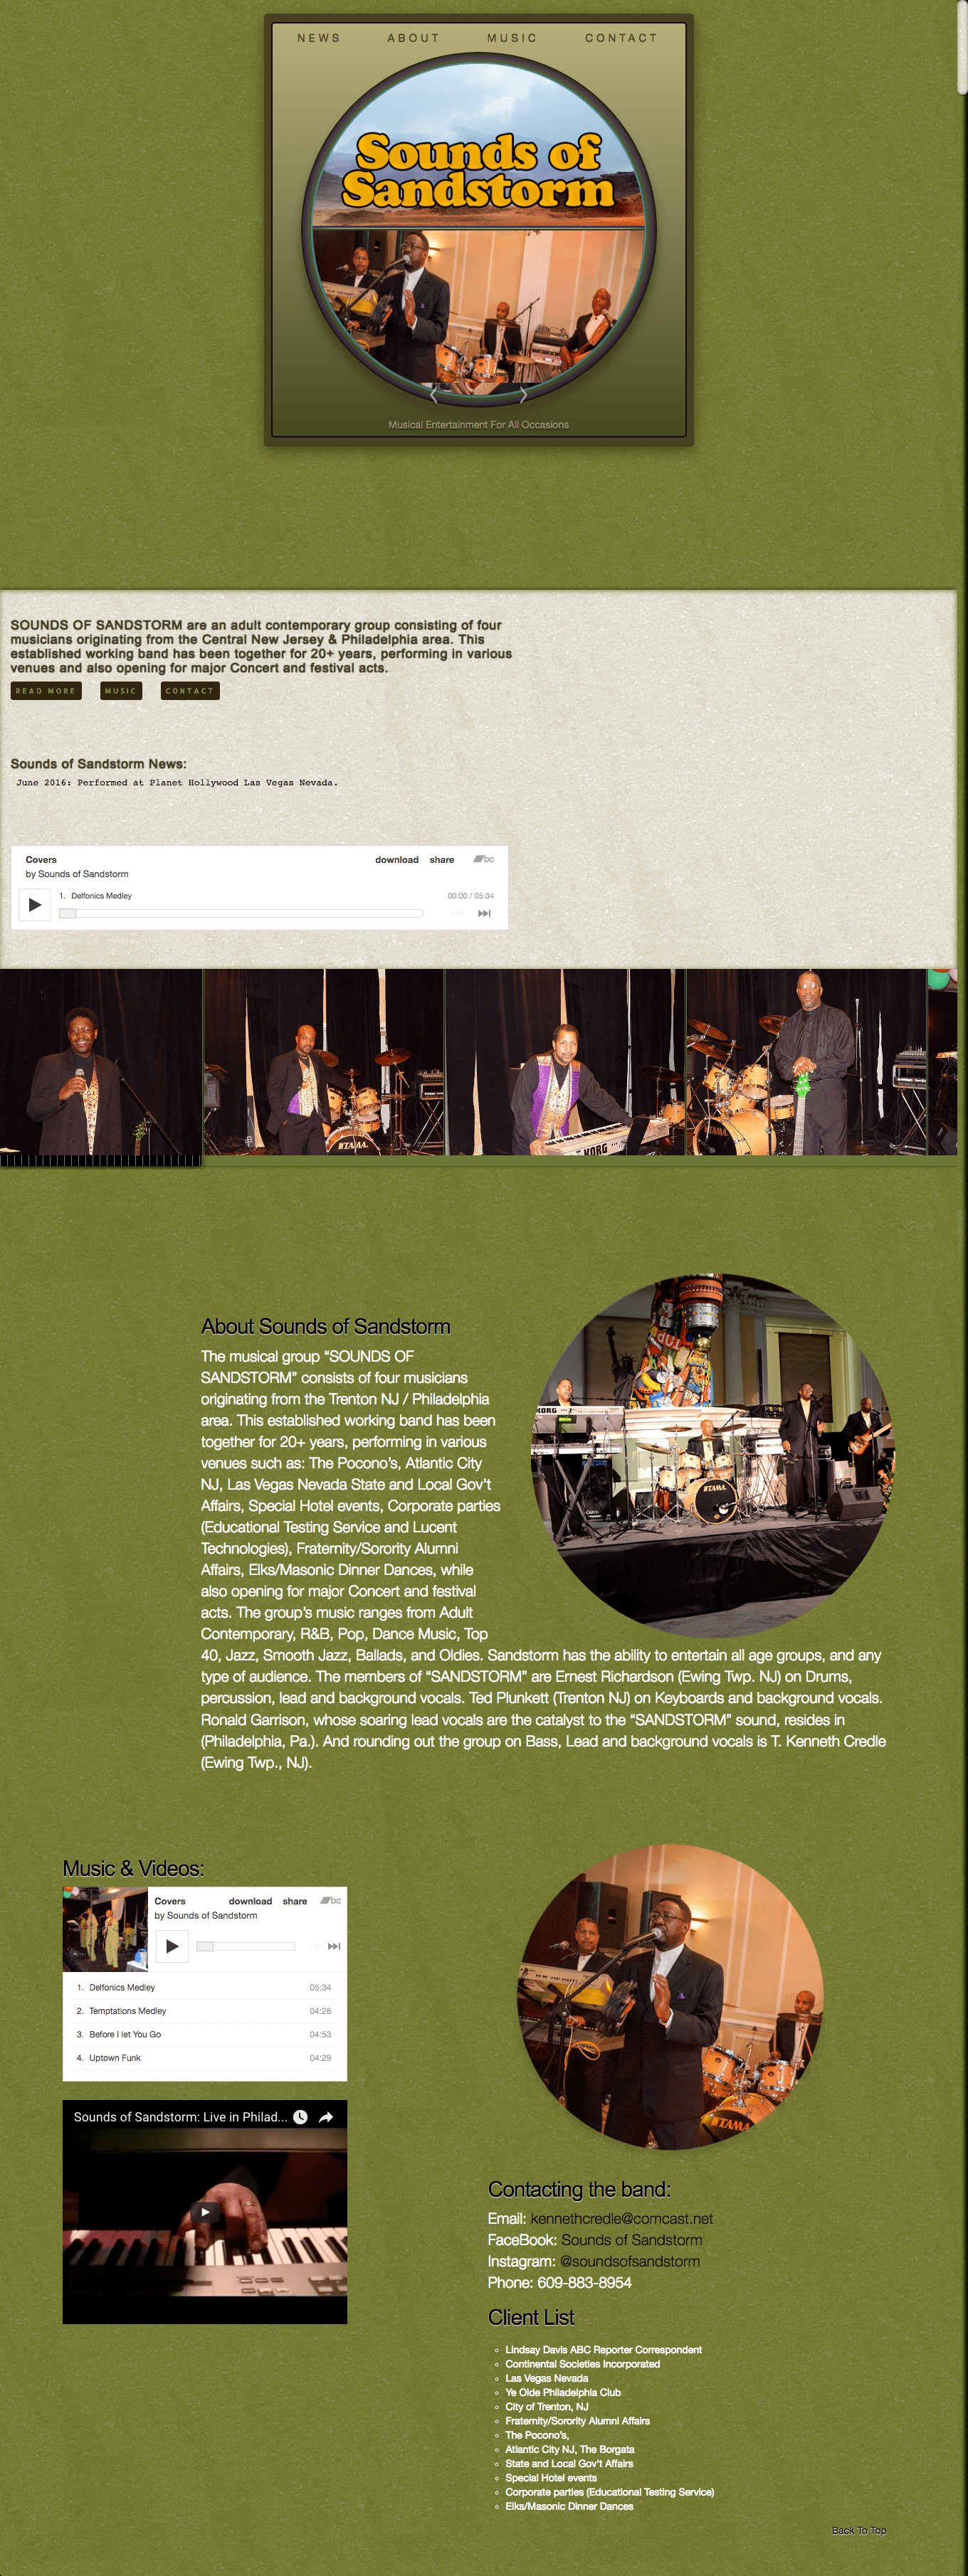 NEWS ABOUT MUSIC CONTACT
Sounds of
Sandstorm
Musical Entertainment For All Occasions
SOUNDS OF SANDSTORM are an adult contemporary group consisting of four
musicians originating from the Central New Jersey & Philadelphia area. This
established working band has been together for 20+ years, performing in various
venues and also opening for major Concert and festival acts.
READ MORE MUSIC CONTACT
Sounds of Sandstorm News:
June 2016: Performed at Planet Hollywood Las Vegas Nevada.
Covers download share bc
by Sounds of Sandstorm
1. Delfonics Medley 00:00 / 05:34
TAMA
KORG
TAMA
About Sounds of Sandstorm
The musical group “SOUNDS OF
SANDSTORM” consists of four musicians
originating from the Trenton NJ / Philadelphia
area. This established working band has been
together for 20+ years, performing in various
venues such as: The Pocono’s, Atlantic City
NJ, Las Vegas Nevada State and Local Gov’t
Affairs, Special Hotel events, Corporate parties
(Educational Testing Service and Lucent
Technologies), Fraternity/Sorority Alumni
Affairs, Elks/Masonic Dinner Dances, while
also opening for major Concert and festival
acts. The group’s music ranges from Adult
Contemporary, R&B, Pop, Dance Music, Top
40, Jazz, Smooth Jazz, Ballads, and Oldies. Sandstorm has the ability to entertain all age groups, and any
type of audience. The members of “SANDSTORM” are Ernest Richardson (Ewing Twp. NJ) on Drums,
percussion, lead and background vocals. Ted Plunkett (Trenton NJ) on Keyboards and background vocals.
Ronald Garrison, whose soaring lead vocals are the catalyst to the “SANDSTORM” sound, resides in
(Philadelphia, Pa.). And rounding out the group on Bass, Lead and background vocals is T. Kenneth Credle
(Ewing Twp., NJ).
KORG
TAMA
Music & Videos:
Covers download share bc
by Sounds of Sandstorm
1. Delfonics Medley 05:34
2. Temptations Medley 04:28
3. Before I let You Go 04:53
4. Uptown Funk 04:29
Sounds of Sandstorm: Live in Philad...
TAMA
Contacting the band:
Email: kennethcredle@comcast.net
FaceBook: Sounds of Sandstorm
Instagram: @soundsofsandstorm
Phone: 609-883-8954
Client List
Lindsay Davis ABC Reporter Correspondent
Continental Societies Incorporated
Las Vegas Nevada
Ye Olde Philadelphia Club
City of Trenton, NJ
Fraternity/Sorority Alumni Affairs
The Pocono’s,
Atlantic City NJ, The Borgata
State and Local Gov’t Affairs
Special Hotel events
Corporate parties (Educational Testing Service)
Elks/Masonic Dinner Dances
Back To Top